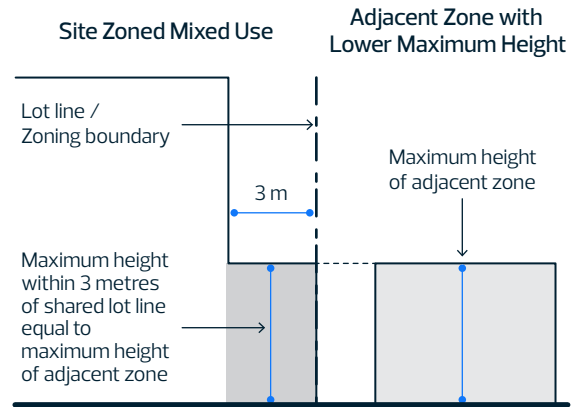 Site Zoned Mixed Use
Adjacent Zone with
Lower Maximum Height
Lot line /
Zoning boundary
Maximum height
of adjacent zone
3 m
Maximum height
within 3 metres
of shared lot line
equal to
maximum height
of adjacent zone